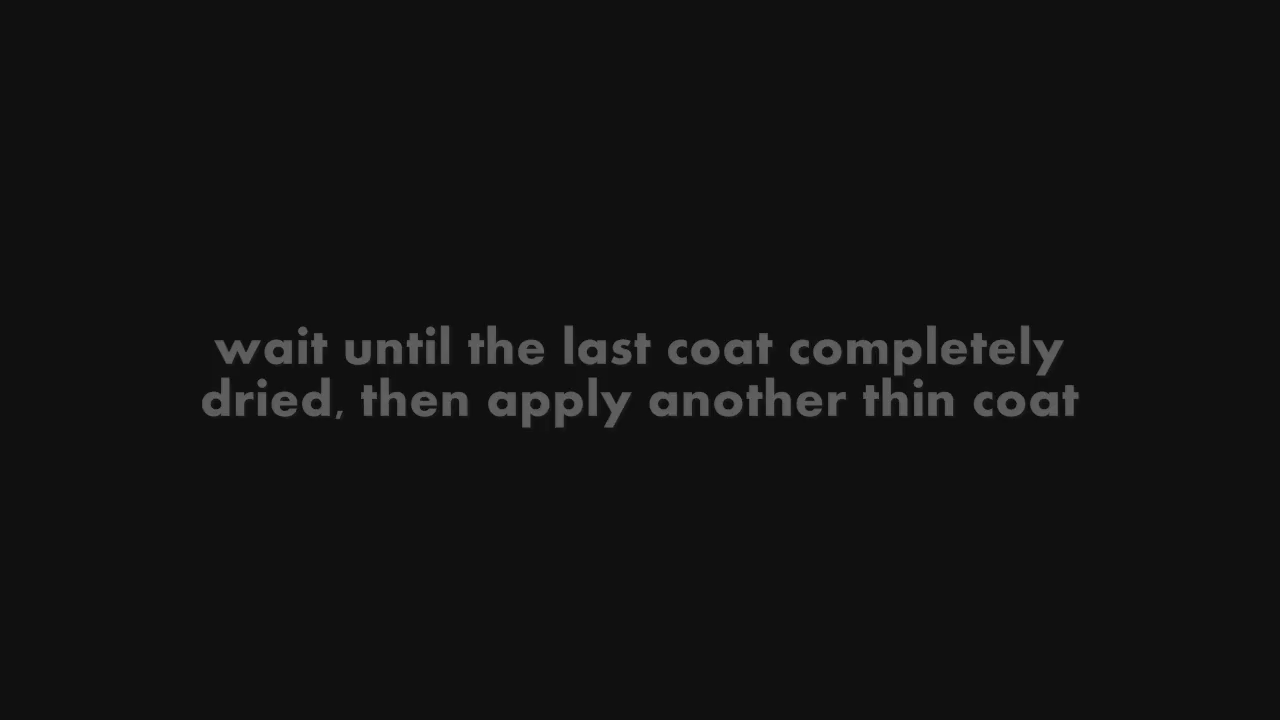 wait until the last coat completely
dried, then apply another thin coat